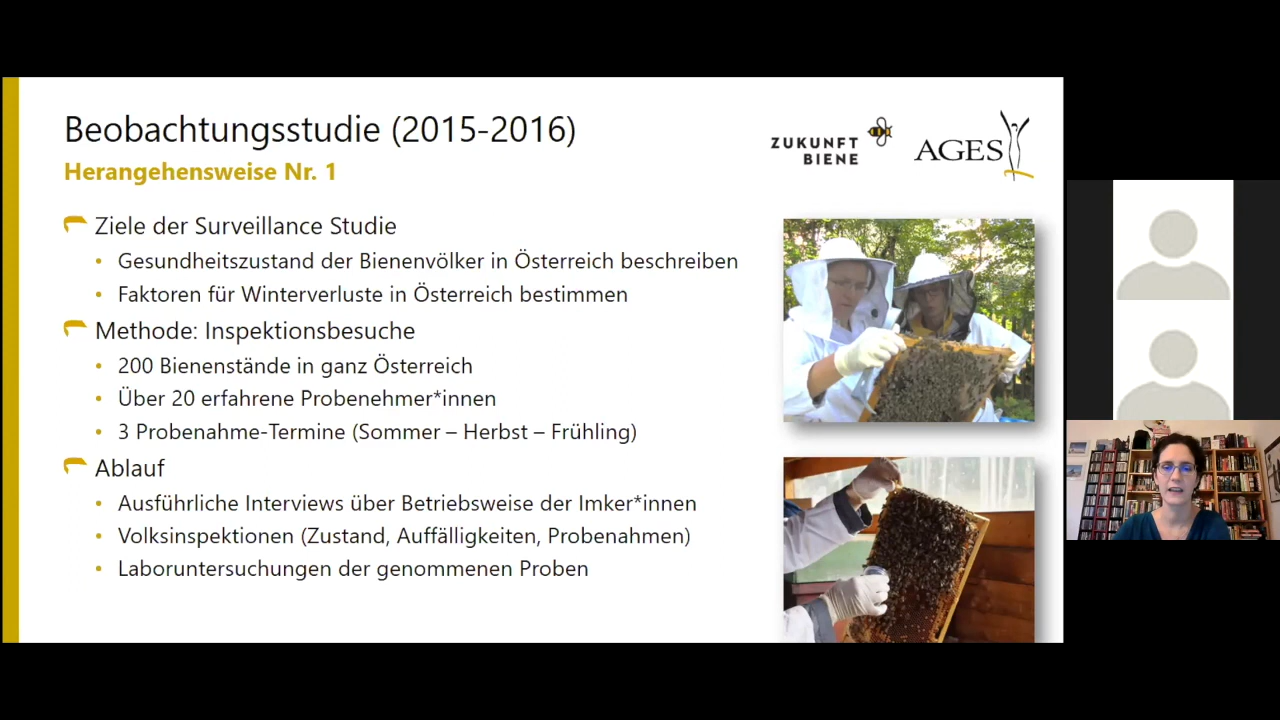 Beobachtungsstudie (2015-2016)
Herangehensweise Nr. 1
ZUKUNFT
BIENE
AGES
Ziele der Surveillance Studie
• Gesundheitszustand der Bienenvölker in Österreich beschreiben
• Faktoren für Winterverluste in Österreich bestimmen
Methode: Inspektionsbesuche
• 200 Bienenstände in ganz Österreich
• Über 20 erfahrene Probenehmer*innen
• 3 Probenahme-Termine (Sommer – Herbst – Frühling)
Ablauf
• Ausführliche Interviews über Betriebsweise der Imker*innen
• Volksinspektionen (Zustand, Auffälligkeiten, Probenahmen)
• Laboruntersuchungen der genommenen Proben